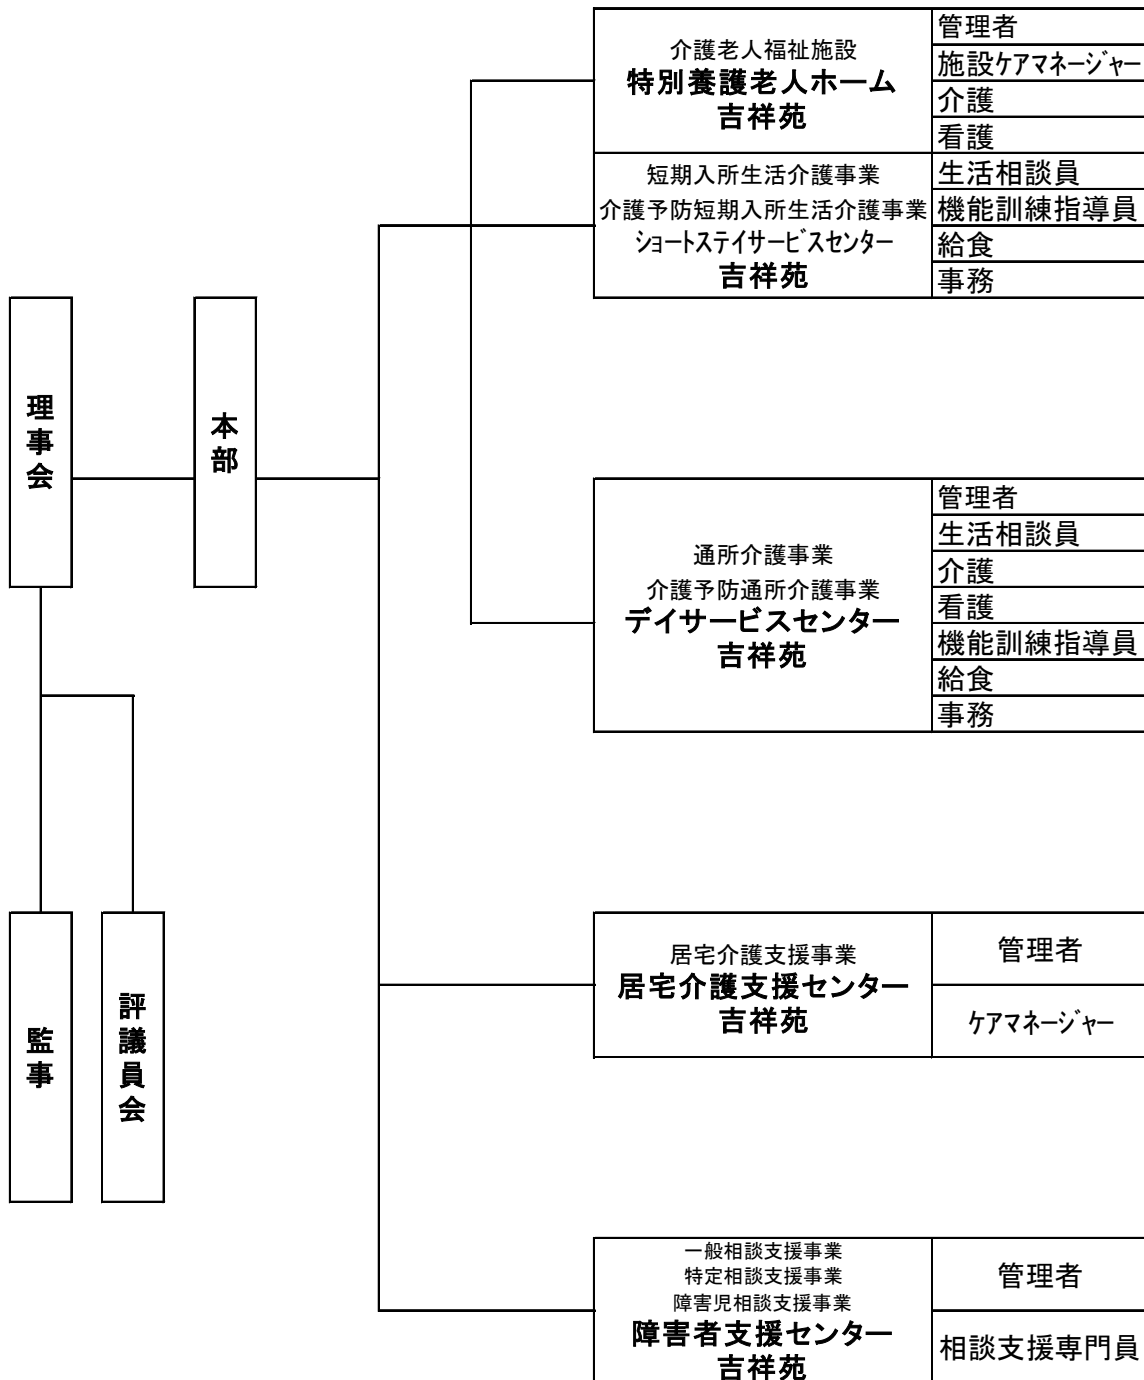 理事会
本部
監事
評議員会
介護老人福祉施設
特別養護老人ホーム
吉祥苑
管理者
施設ケアマネージャー
介護
看護
短期入所生活介護事業
介護予防短期入所生活介護事業
ショートステイサービスセンター
吉祥苑
生活相談員
機能訓練指導員
給食
事務
通所介護事業
介護予防通所介護事業
デイサービスセンター
吉祥苑
管理者
生活相談員
介護
看護
機能訓練指導員
給食
事務
居宅介護支援事業
居宅介護支援センター
吉祥苑
管理者
ケアマネージャー
一般相談支援事業
特定相談支援事業
障害児相談支援事業
障害者支援センター
吉祥苑
管理者
相談支援専門員